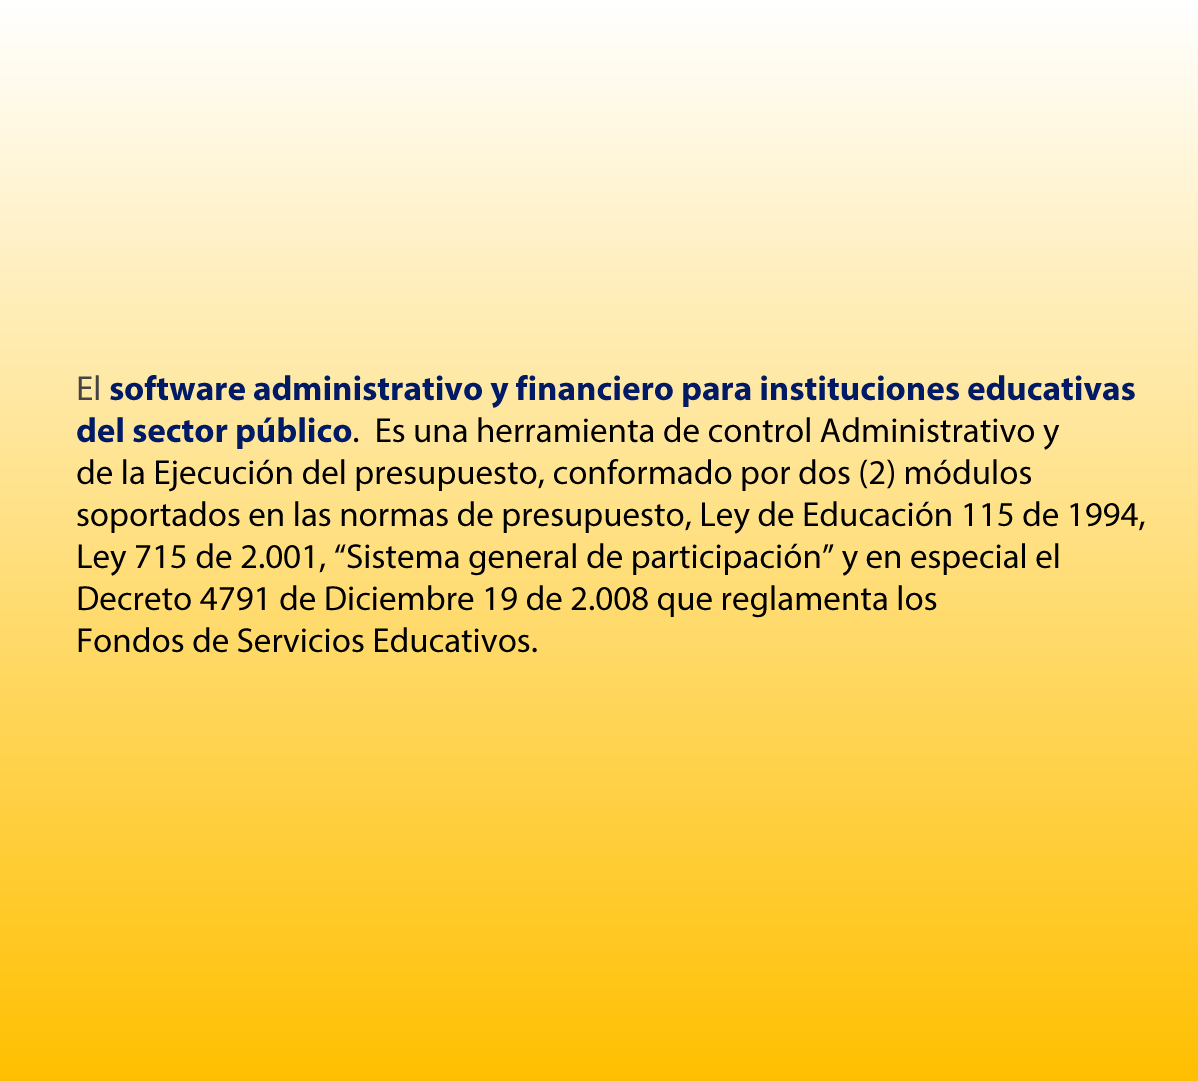 El software administrativo y financiero para instituciones educativas
del sector público.  Es una herramienta de control Administrativo y
de la Ejecución del presupuesto, conformado por dos (2) módulos
soportados en las normas de presupuesto, Ley de Educación 115 de 1994,
Ley 715 de 2.001, “Sistema general de participación” y en especial el
Decreto 4791 de Diciembre 19 de 2.008 que reglamenta los
Fondos de Servicios Educativos.